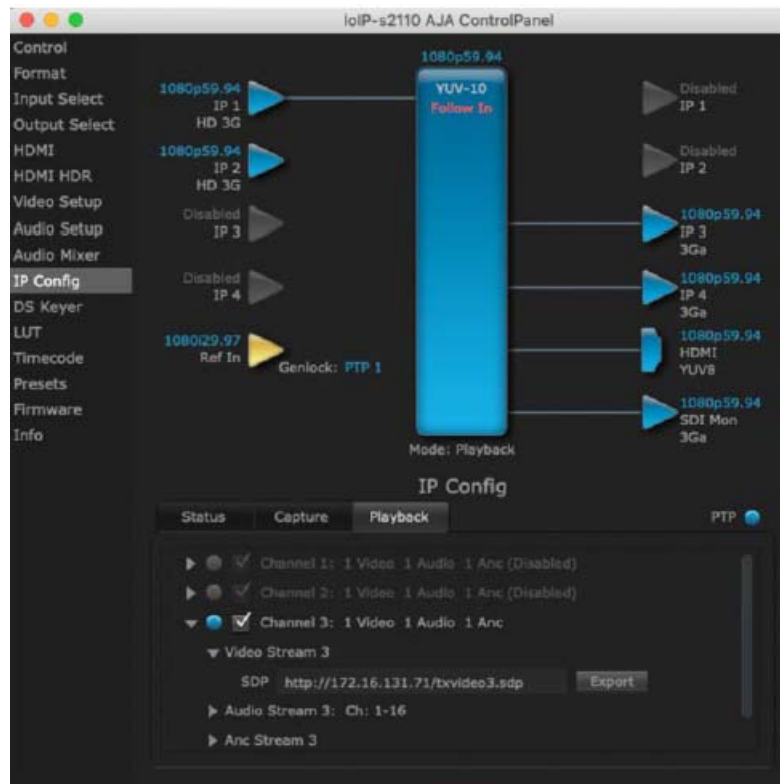 ioIP-s2110 AJA ControlPanel
Control
Format
Input Select
Output Select
HDMI
HDMI HDR
Video Setup
Audio Setup
Audio Mixer
IP Config
DS Keyer
LUT
Timecode
Presets
Firmware
Info
1080p59.94
IP 1
HD 3G
1080p59.94
IP 2
HD 3G
Disabled
IP 3
Disabled
IP 4
1080i29.97
Ref In
Genlock: PTP 1
1080p59.94
YUV-10
Follow In
Mode: Playback
Disabled
IP 1
Disabled
IP 2
1080p59.94
IP 3
3Ga
1080p59.94
IP 4
3Ga
1080p59.94
HDMI
YUV8
1080p59.94
SDI Mon
3Ga
IP Config
Status Capture Playback PTP
Channel 1: 1 Video 1 Audio 1 Anc (Disabled)
Channel 2: 1 Video 1 Audio 1 Anc (Disabled)
Channel 3: 1 Video 1 Audio 1 Anc
Video Stream 3
SDP http://172.16.131.71/txvideo3.sdp Export
Audio Stream 3: Ch: 1-16
Anc Stream 3